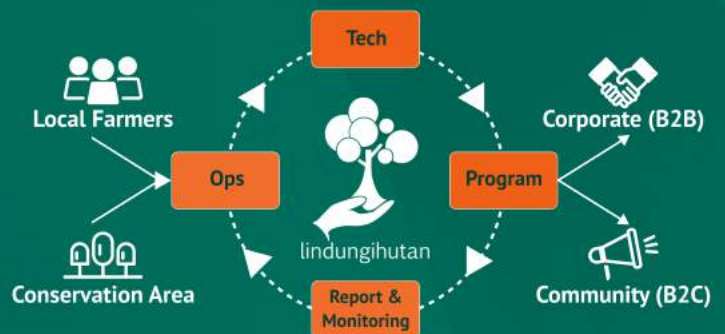 Tech
Local Farmers
Corporate (B2B)
Ops
Program
lindungihutan
Conservation Area
Report &
Monitoring
Community (B2C)